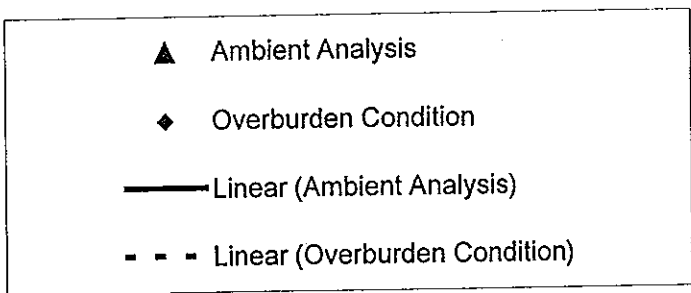 Ambient Analysis
Overburden Condition
Linear (Ambient Analysis)
Linear (Overburden Condition)